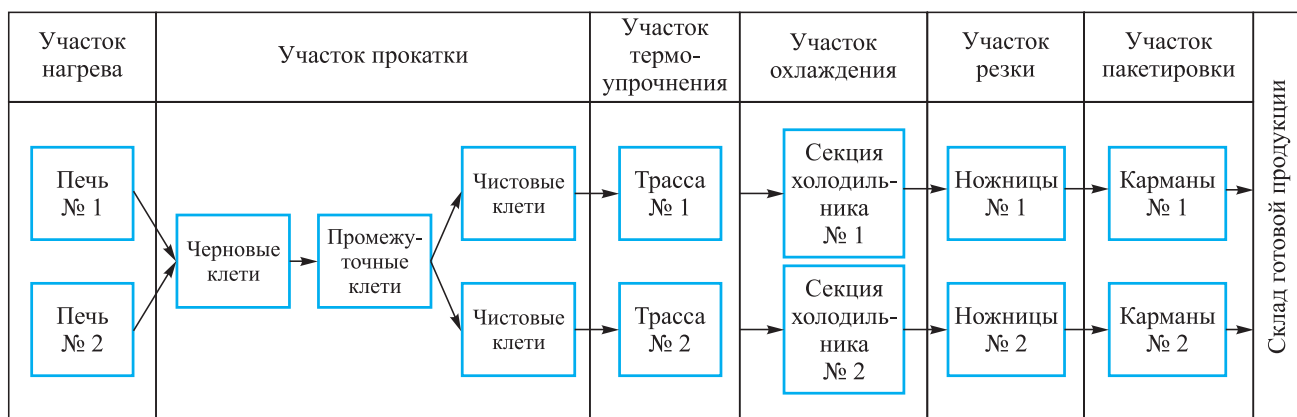 Участок
нагрева
Участок прокатки
Участок
термо-
упрочнения
Участок
охлаждения
Участок
резки
Участок
пакетировки
Склад готовой продукции
Печь
№ 1
Печь
№ 2
Черновые
клети
Промежу-
точные
клети
Чистовые
клети
Чистовые
клети
Трасса
№ 1
Трасса
№ 2
Секция
холодиль-
ника
№ 1
Секция
холодиль-
ника
№ 2
Ножницы
№ 1
Ножницы
№ 2
Карманы
№ 1
Карманы
№ 2